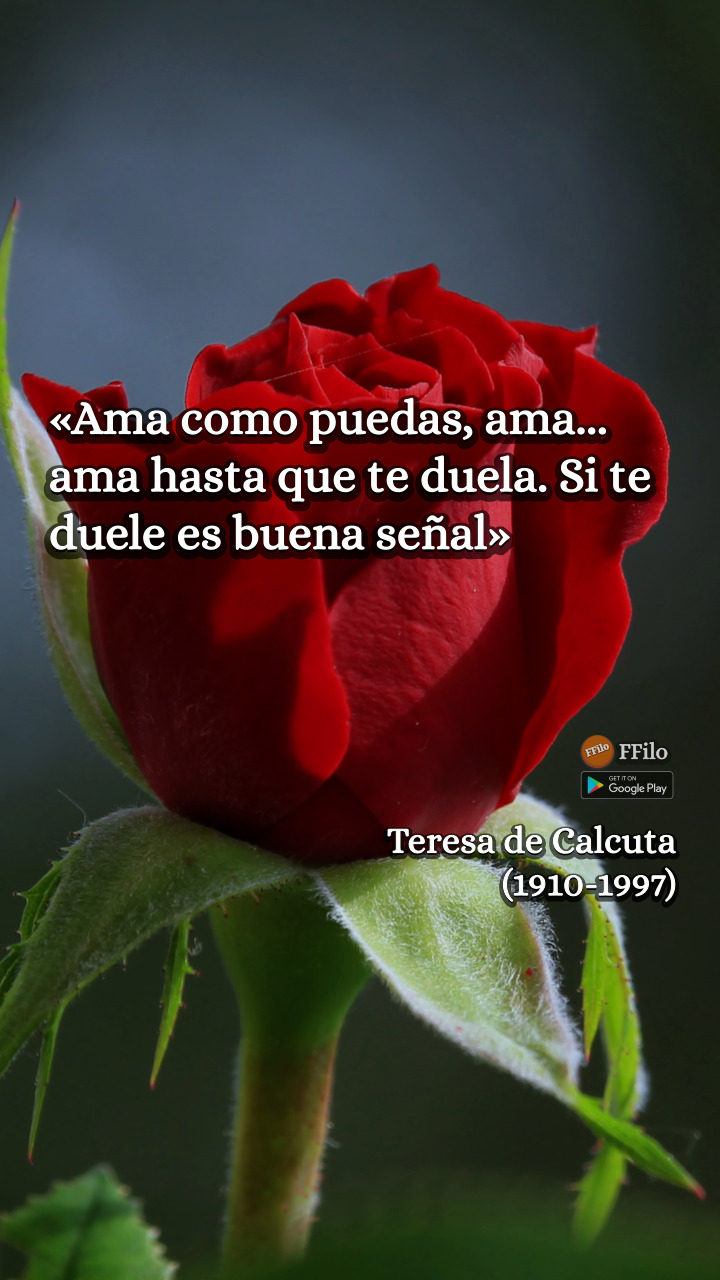 «Ama como puedas, ama...
ama hasta que te duela. Si te
duele es buena señal»
FFilo FFilo
GET IT ON
Google Play
Teresa de Calcuta
(1910-1997)